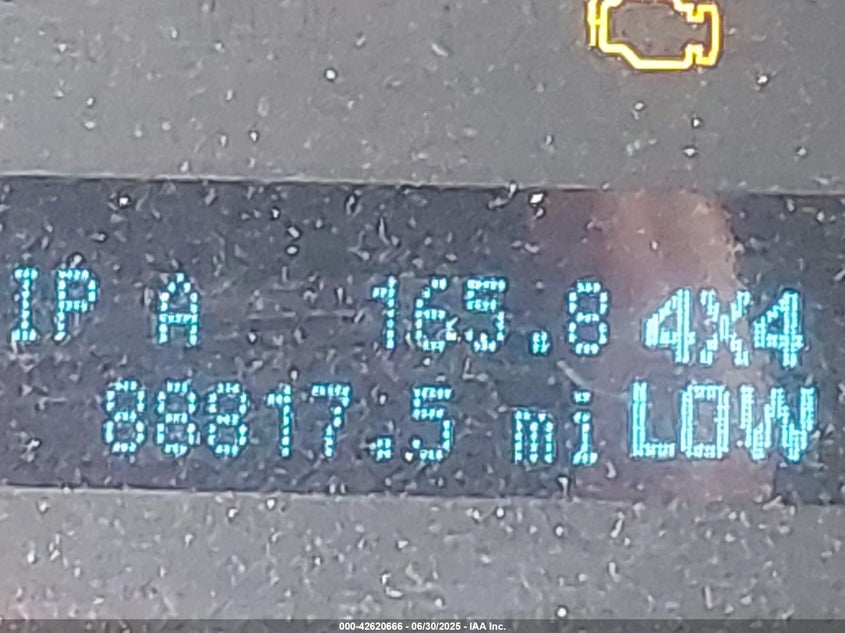 IP A 165.8 4X4
88817.5 mi LOW
000-42620666 - 06/30/2025 - IAA Inc.